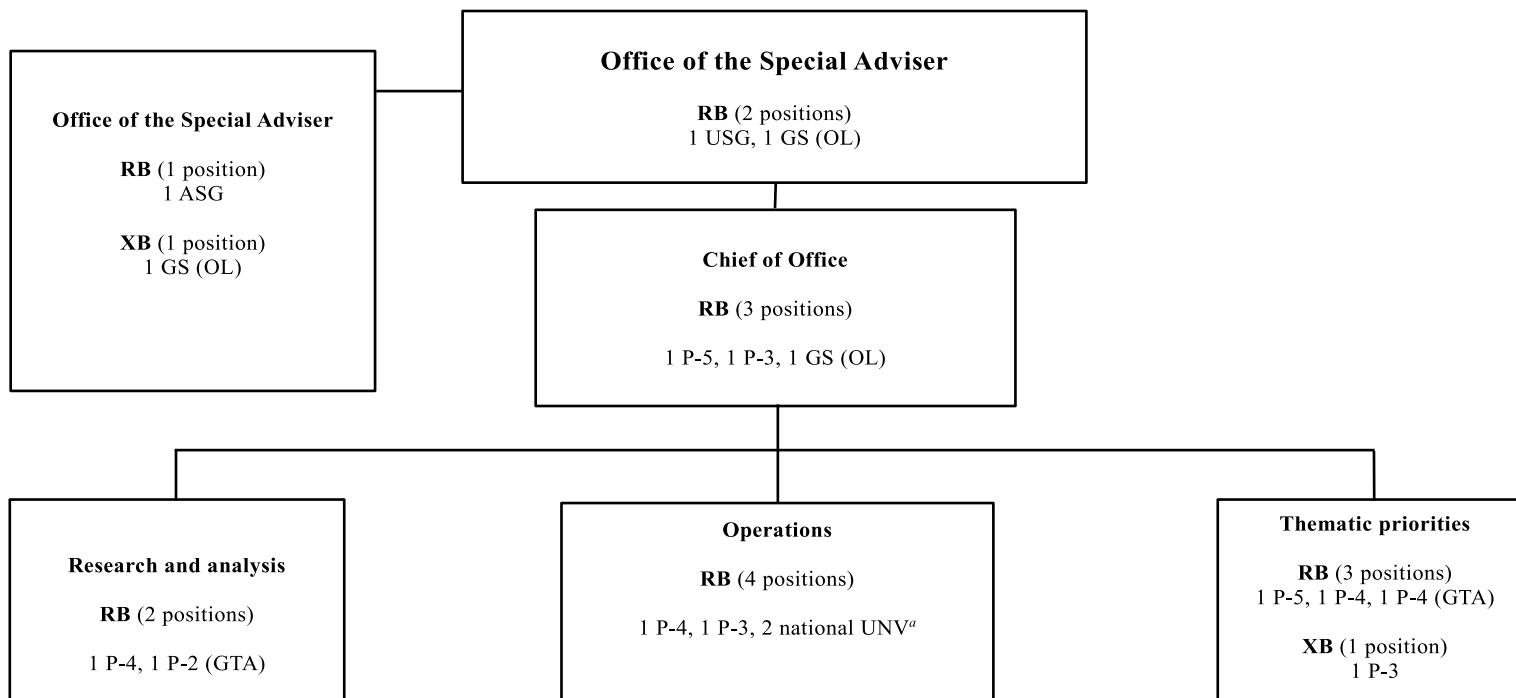 Office of the Special Adviser
RB (2 positions)
1 USG, 1 GS (OL)
Office of the Special Adviser
RB (1 position)
1 ASG
XB (1 position)
1 GS (OL)
Chief of Office
RB (3 positions)
1 P-5, 1 P-3, 1 GS (OL)
Research and analysis
RB (2 positions)
1 P-4, 1 P-2 (GTA)
Operations
RB (4 positions)
1 P-4, 1 P-3, 2 national UNVa
Thematic priorities
RB (3 positions)
1 P-5, 1 P-4, 1 P-4 (GTA)
XB (1 position)
1 P-3